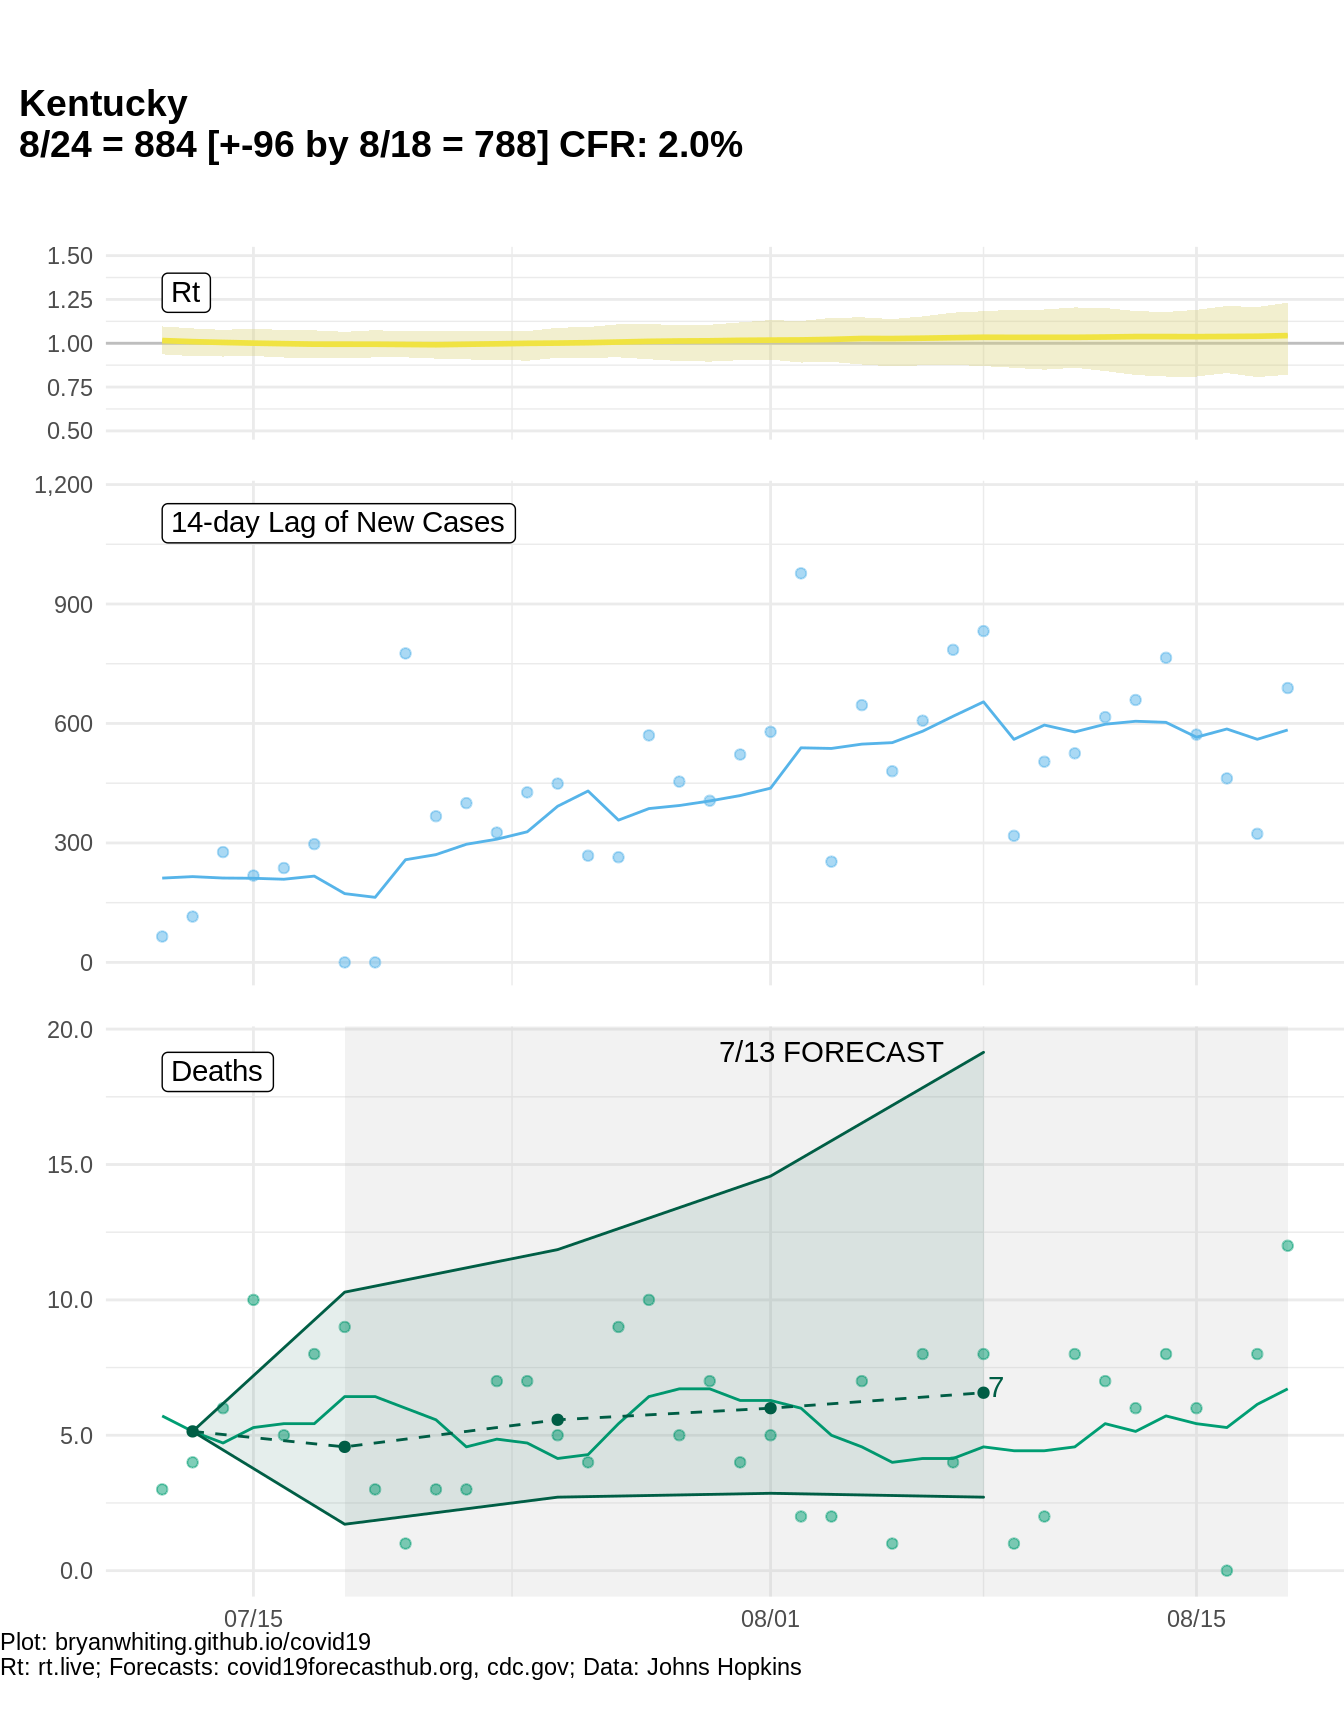 Kentucky
8/24 = 884 [+-96 by 8/18 = 788] CFR: 2.0%
1.50
Rt
1.25
1.00
0.75
0.50
1,200
14-day Lag of New Cases
900
600
300
0
20.0
7/13 FORECAST
Deaths
15.0
10.0
7
5.0
0.0
07/15 08/01 08/15
Plot: bryanwhiting.github.io/covid19
Rt: rt.live; Forecasts: covid19forecasthub.org, cdc.gov; Data: Johns Hopkins